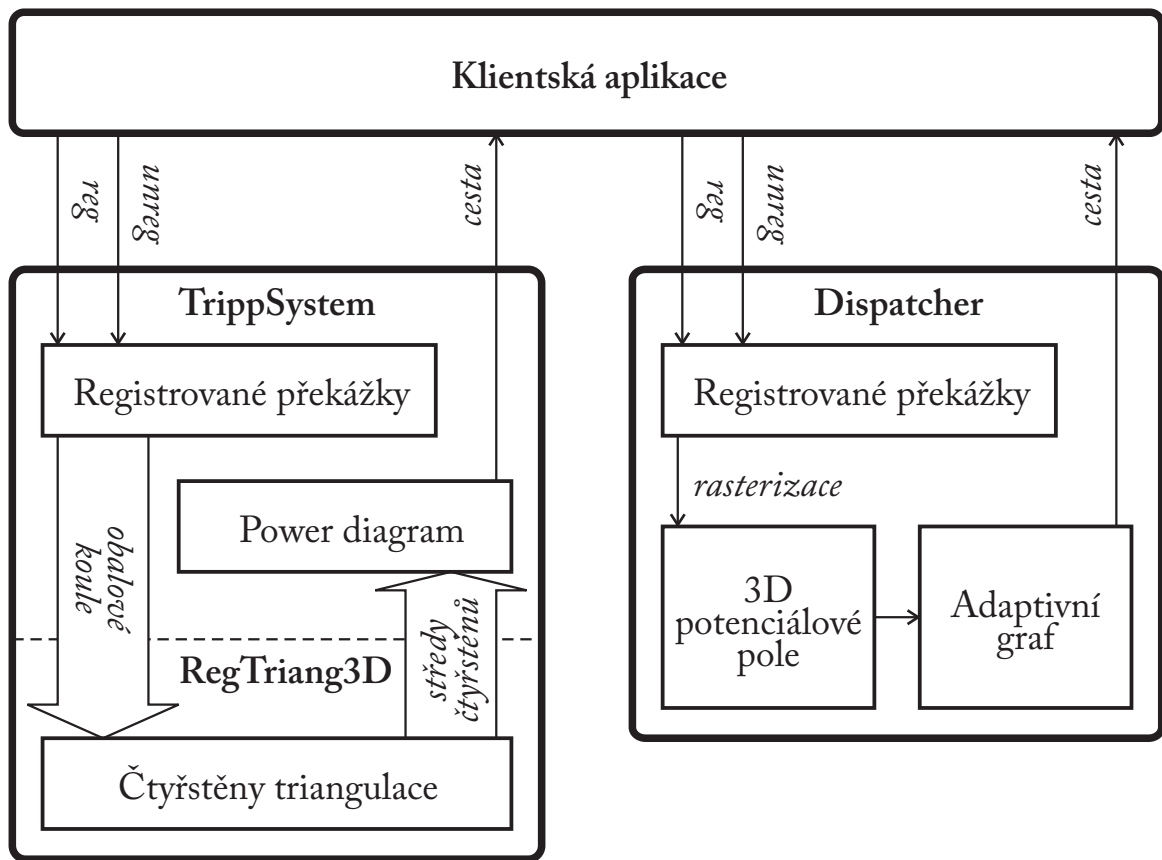 Klientská aplikace
reg
unreg
cesta
reg
unreg
cesta
TrippSystem
Registrované překážky
Power diagram
obalové
koule
RegTriang3D
středy
čtyřstěnů
Čtyřstěny triangulace
Dispatcher
Registrované překážky
rasterizace
3D
potenciálové
pole
Adaptivní
graf